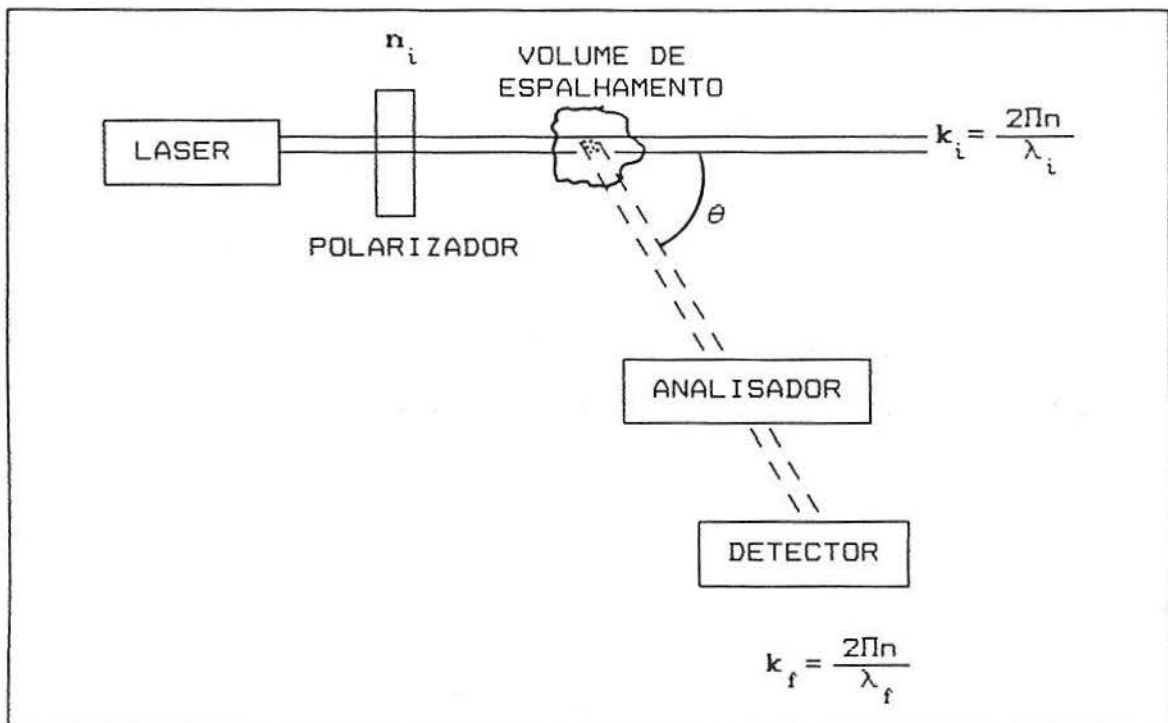 n_i
VOLUME DE
ESPALHAMENTO
LASER
k_i = 2Πn / λ_i
θ
POLARIZADOR
ANALISADOR
DETECTOR
k_f = 2Πn / λ_f